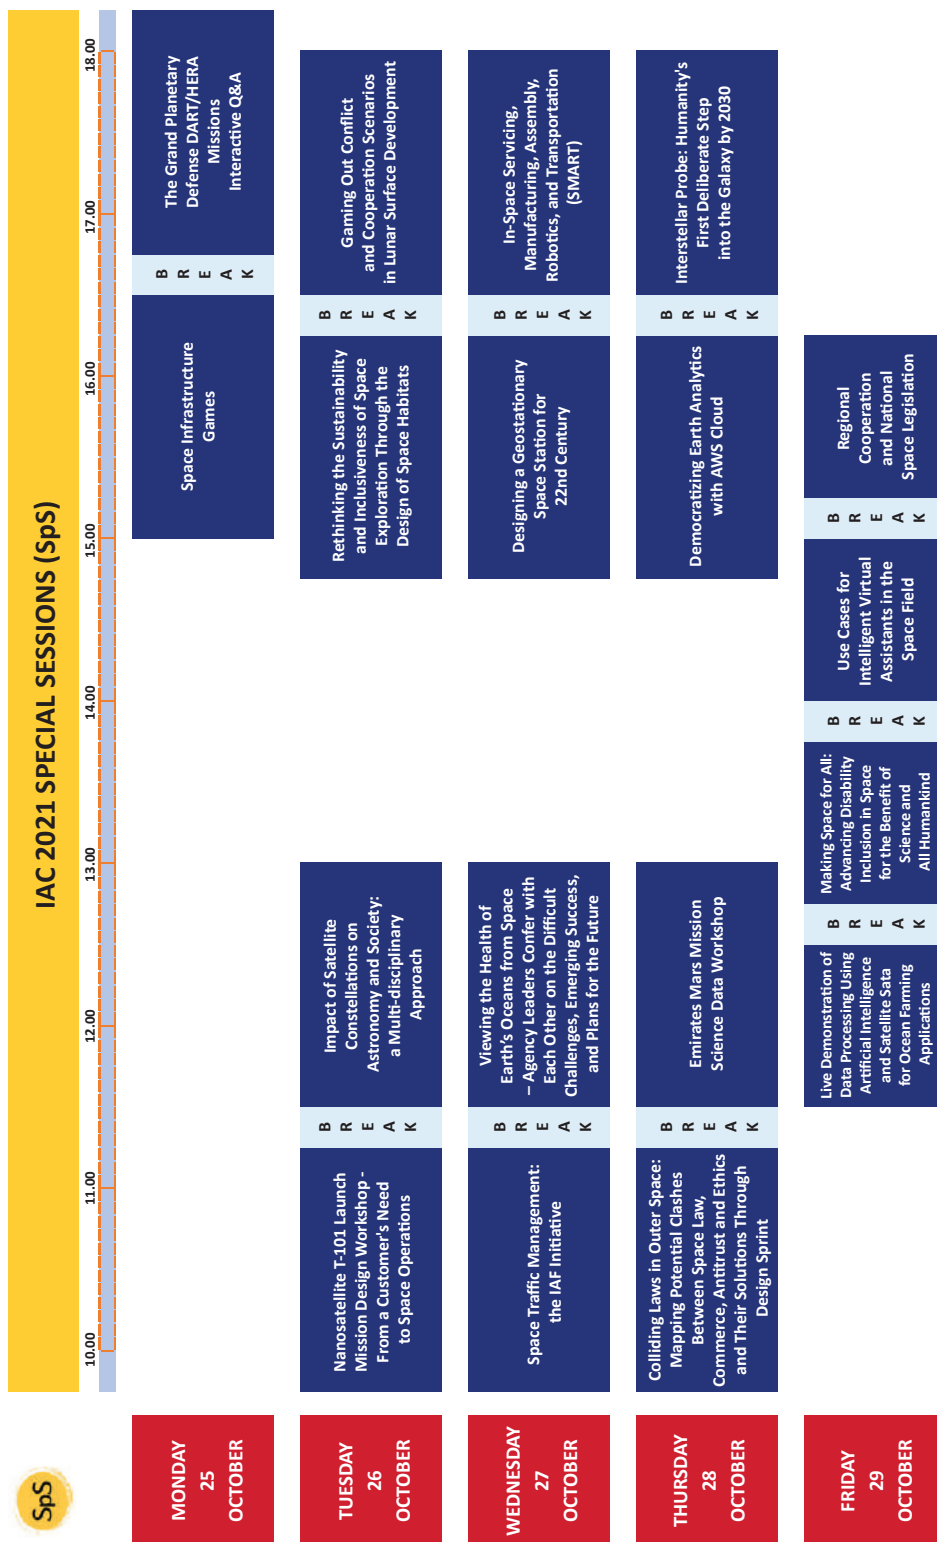 SpS
IAC 2021 SPECIAL SESSIONS (SpS)
10.00
11.00
12.00
13.00
14.00
15.00
16.00
17.00
18.00
MONDAY
25
OCTOBER
Space Infrastructure
Games
B
R
E
A
K
The Grand Planetary
Defense DART/HERA
Missions
Interactive Q&A
TUESDAY
26
OCTOBER
Nanosatellite T-101 Launch
Mission Design Workshop -
From a Customer's Need
to Space Operations
B
R
E
A
K
Impact of Satellite
Constellations on
Astronomy and Society:
a Multi-disciplinary
Approach
Rethinking the Sustainability
and Inclusiveness of Space
Exploration Through the
Design of Space Habitats
B
R
E
A
K
Gaming Out Conflict
and Cooperation Scenarios
in Lunar Surface Development
WEDNESDAY
27
OCTOBER
Space Traffic Management:
the IAF Initiative
B
R
E
A
K
Viewing the Health of
Earth's Oceans from Space
– Agency Leaders Confer with
Each Other on the Difficult
Challenges, Emerging Success,
and Plans for the Future
Designing a Geostationary
Space Station for
22nd Century
B
R
E
A
K
In-Space Servicing,
Manufacturing, Assembly,
Robotics, and Transportation
(SMART)
THURSDAY
28
OCTOBER
Colliding Laws in Outer Space:
Mapping Potential Clashes
Between Space Law,
Commerce, Antitrust and Ethics
and Their Solutions Through
Design Sprint
B
R
E
A
K
Emirates Mars Mission
Science Data Workshop
Democratizing Earth Analytics
with AWS Cloud
B
R
E
A
K
Interstellar Probe: Humanity's
First Deliberate Step
into the Galaxy by 2030
FRIDAY
29
OCTOBER
Live Demonstration of
Data Processing Using
Artificial Intelligence
and Satellite Sata
for Ocean Farming
Applications
B
R
E
A
K
Making Space for All:
Advancing Disability
Inclusion in Space
for the Benefit of
Science and
All Humankind
B
R
E
A
K
Use Cases for
Intelligent Virtual
Assistants in the
Space Field
B
R
E
A
K
Regional
Cooperation
and National
Space Legislation